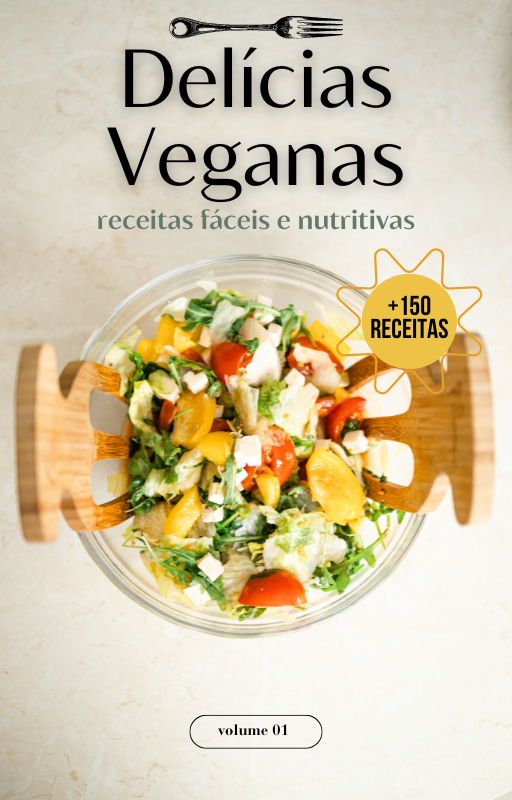 Delícias
Veganas
receitas fáceis e nutritivas
+150
RECEITAS
volume 01